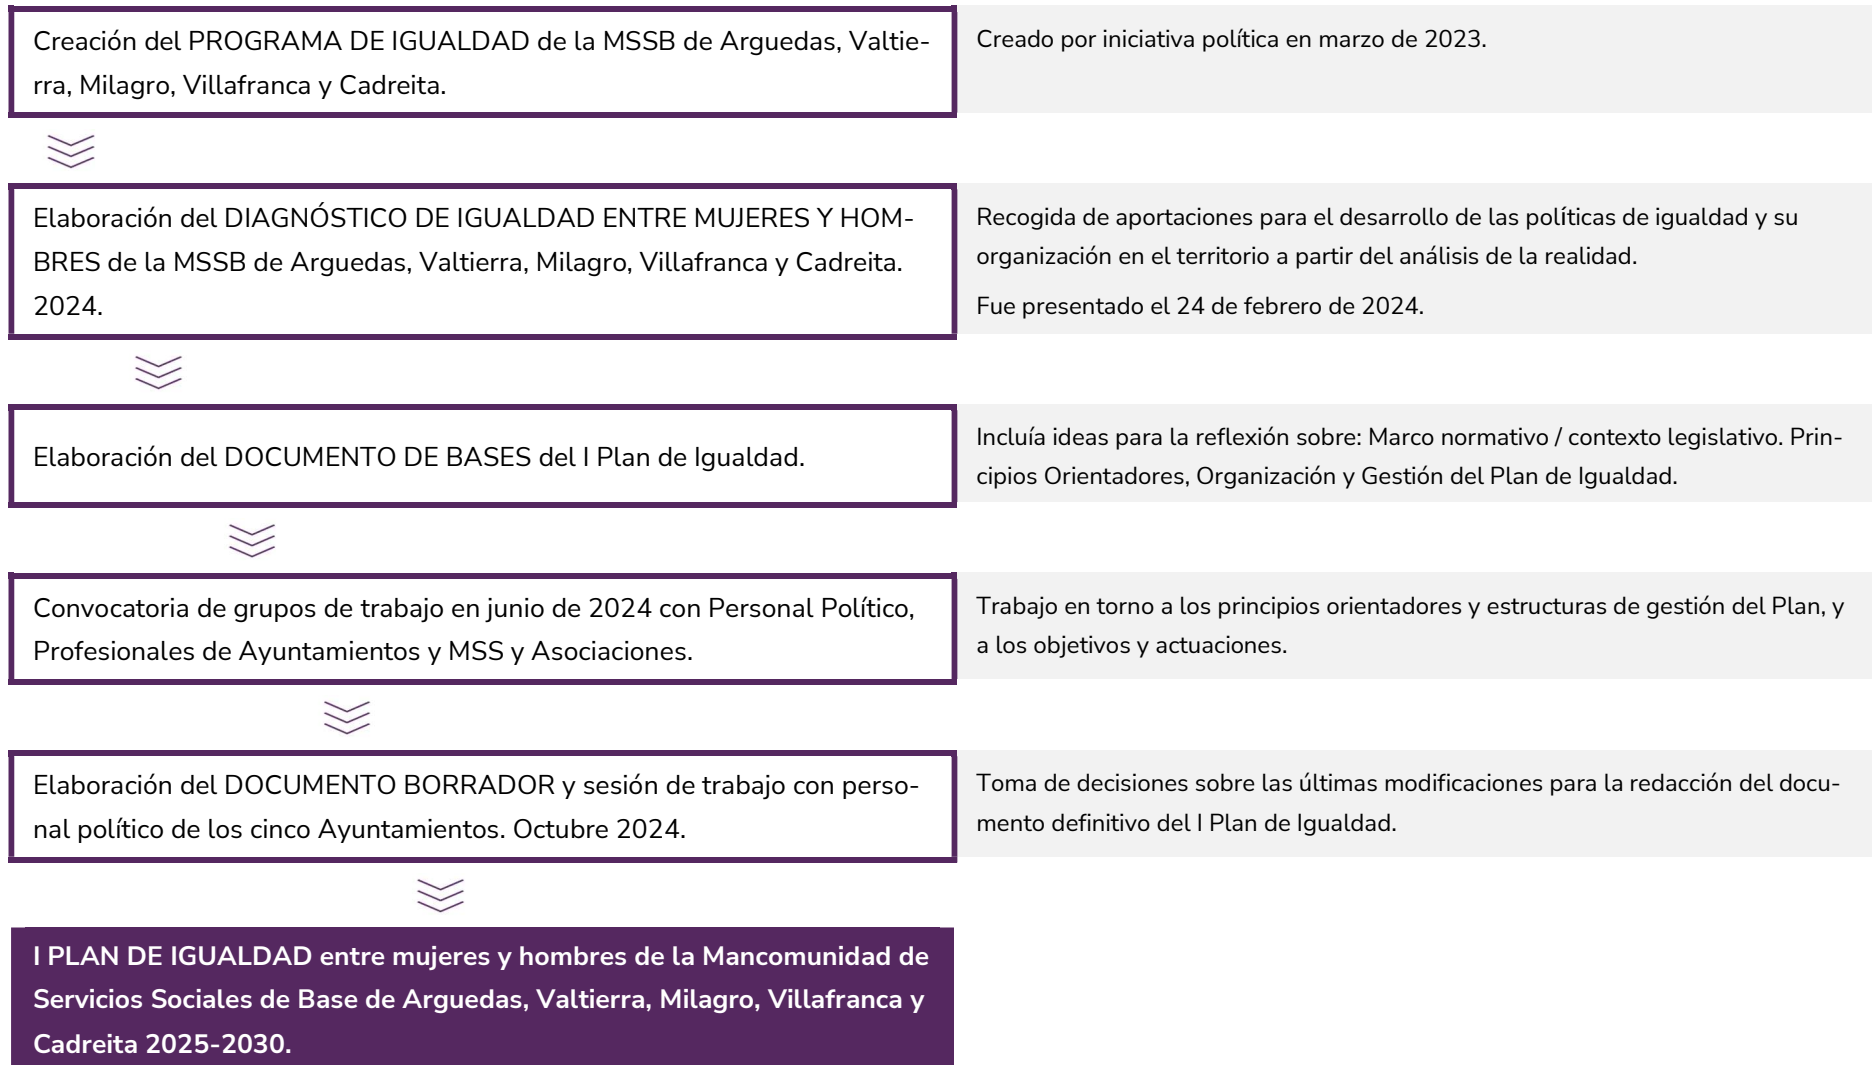 Creación del PROGRAMA DE IGUALDAD de la MSSB de Arguedas, Valtie-
rra, Milagro, Villafranca y Cadreita.
Creado por iniciativa política en marzo de 2023.
Elaboración del DIAGNÓSTICO DE IGUALDAD ENTRE MUJERES Y HOM-
BRES de la MSSB de Arguedas, Valtierra, Milagro, Villafranca y Cadreita.
2024.
Recogida de aportaciones para el desarrollo de las políticas de igualdad y su
organización en el territorio a partir del análisis de la realidad.
Fue presentado el 24 de febrero de 2024.
Elaboración del DOCUMENTO DE BASES del I Plan de Igualdad.
Incluía ideas para la reflexión sobre: Marco normativo / contexto legislativo. Prin-
cipios Orientadores, Organización y Gestión del Plan de Igualdad.
Convocatoria de grupos de trabajo en junio de 2024 con Personal Político,
Profesionales de Ayuntamientos y MSS y Asociaciones.
Trabajo en torno a los principios orientadores y estructuras de gestión del Plan, y
a los objetivos y actuaciones.
Elaboración del DOCUMENTO BORRADOR y sesión de trabajo con perso-
nal político de los cinco Ayuntamientos. Octubre 2024.
Toma de decisiones sobre las últimas modificaciones para la redacción del docu-
mento definitivo del I Plan de Igualdad.
I PLAN DE IGUALDAD entre mujeres y hombres de la Mancomunidad de
Servicios Sociales de Base de Arguedas, Valtierra, Milagro, Villafranca y
Cadreita 2025-2030.